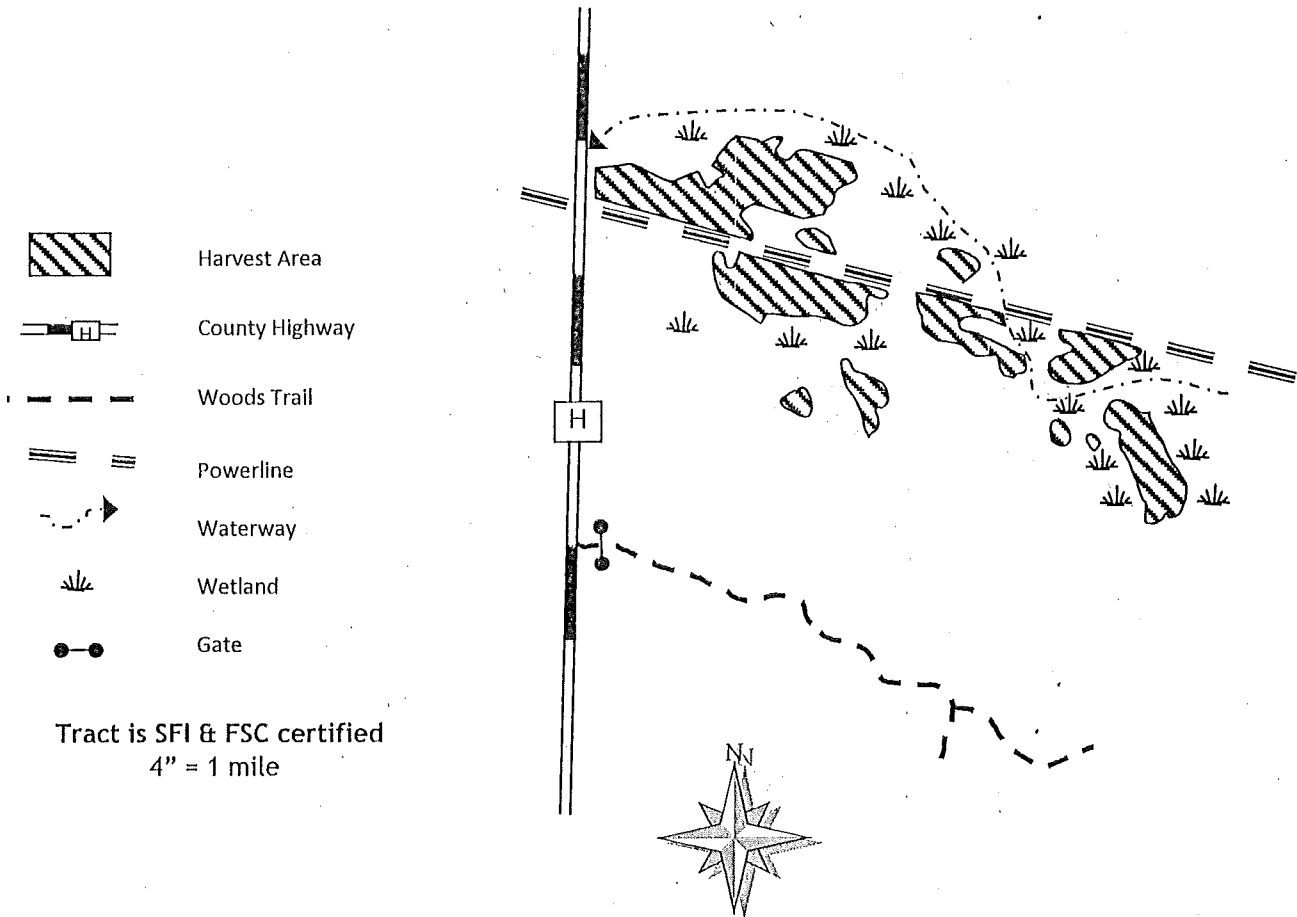 Harvest Area
H
County Highway
Woods Trail
Powerline
Waterway
Wetland
Gate
Tract is SFI & FSC certified
4” = 1 mile
H
N
N